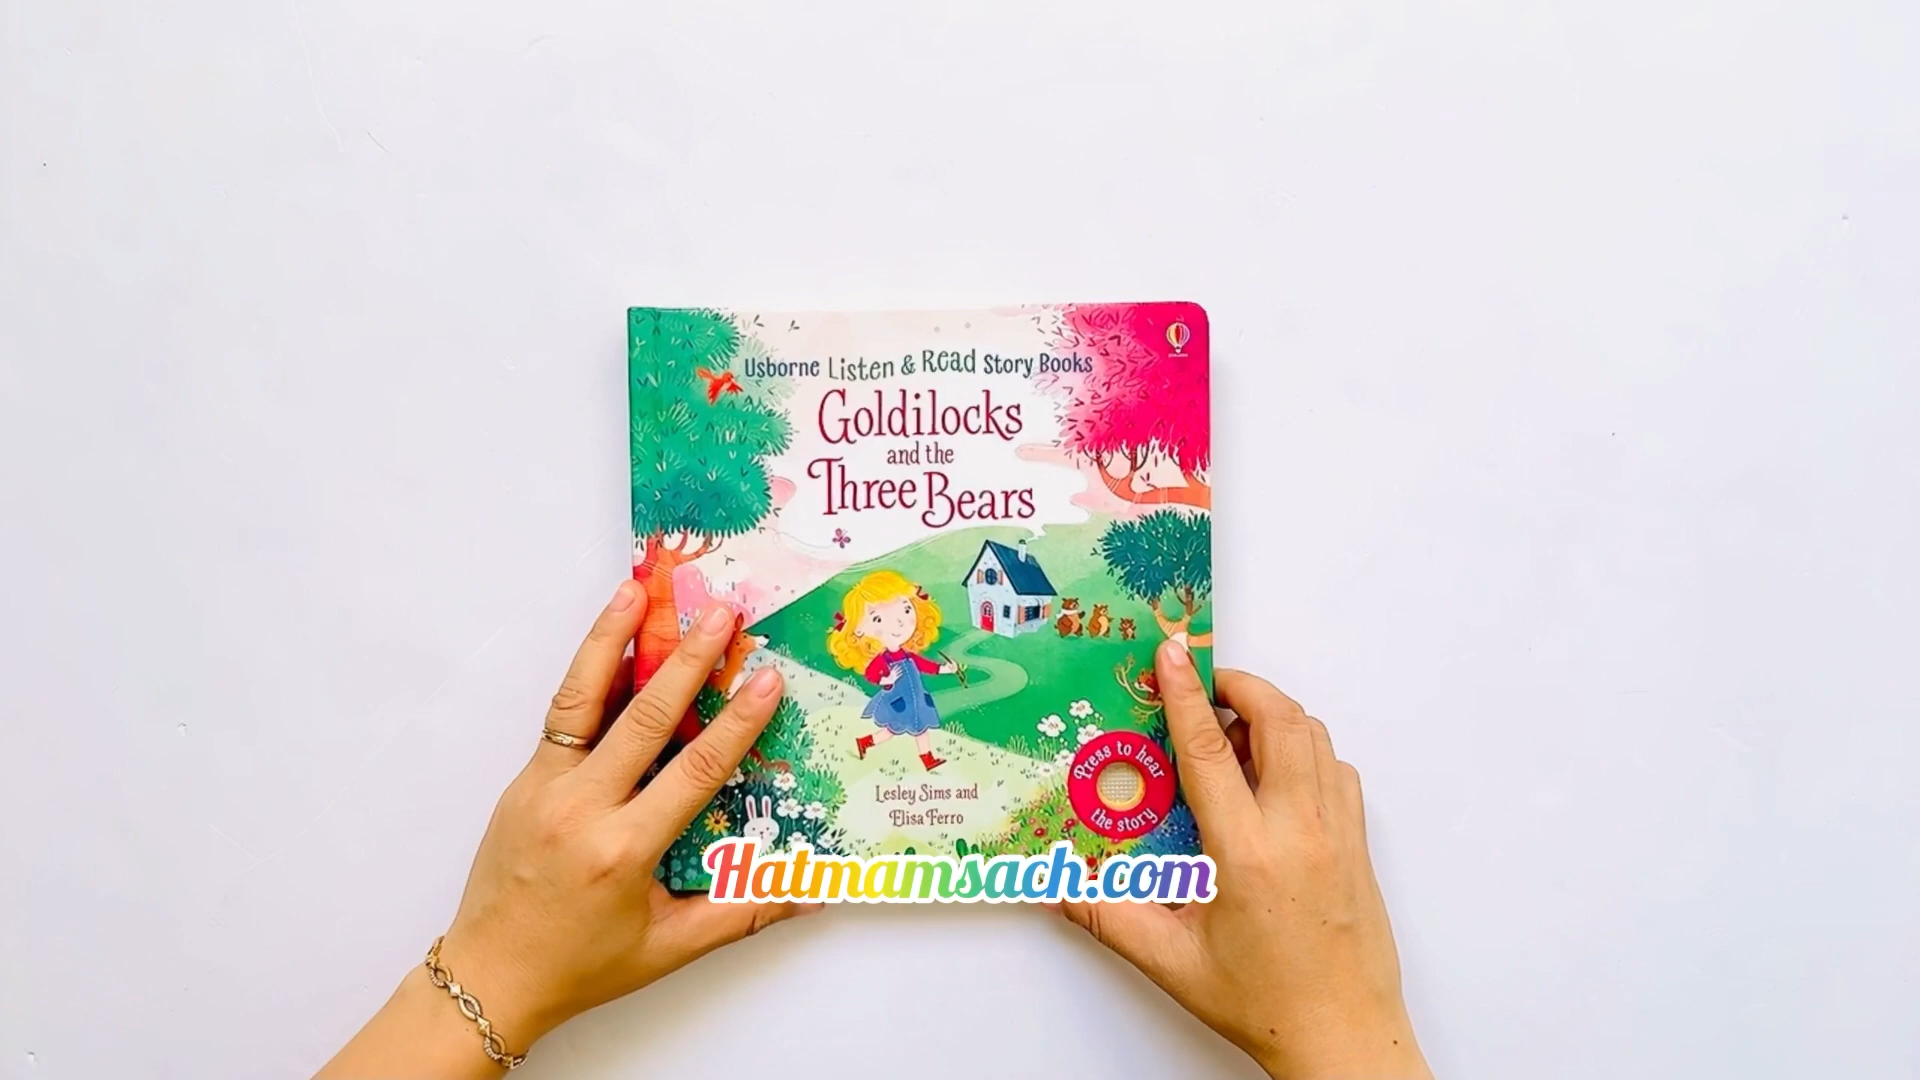 Usborne Listen & Read Story Books
Goldilocks
and the
Three Bears
Press to hear
the story
Lesley Sims and
Elisa Ferro
Hatmamsach.com